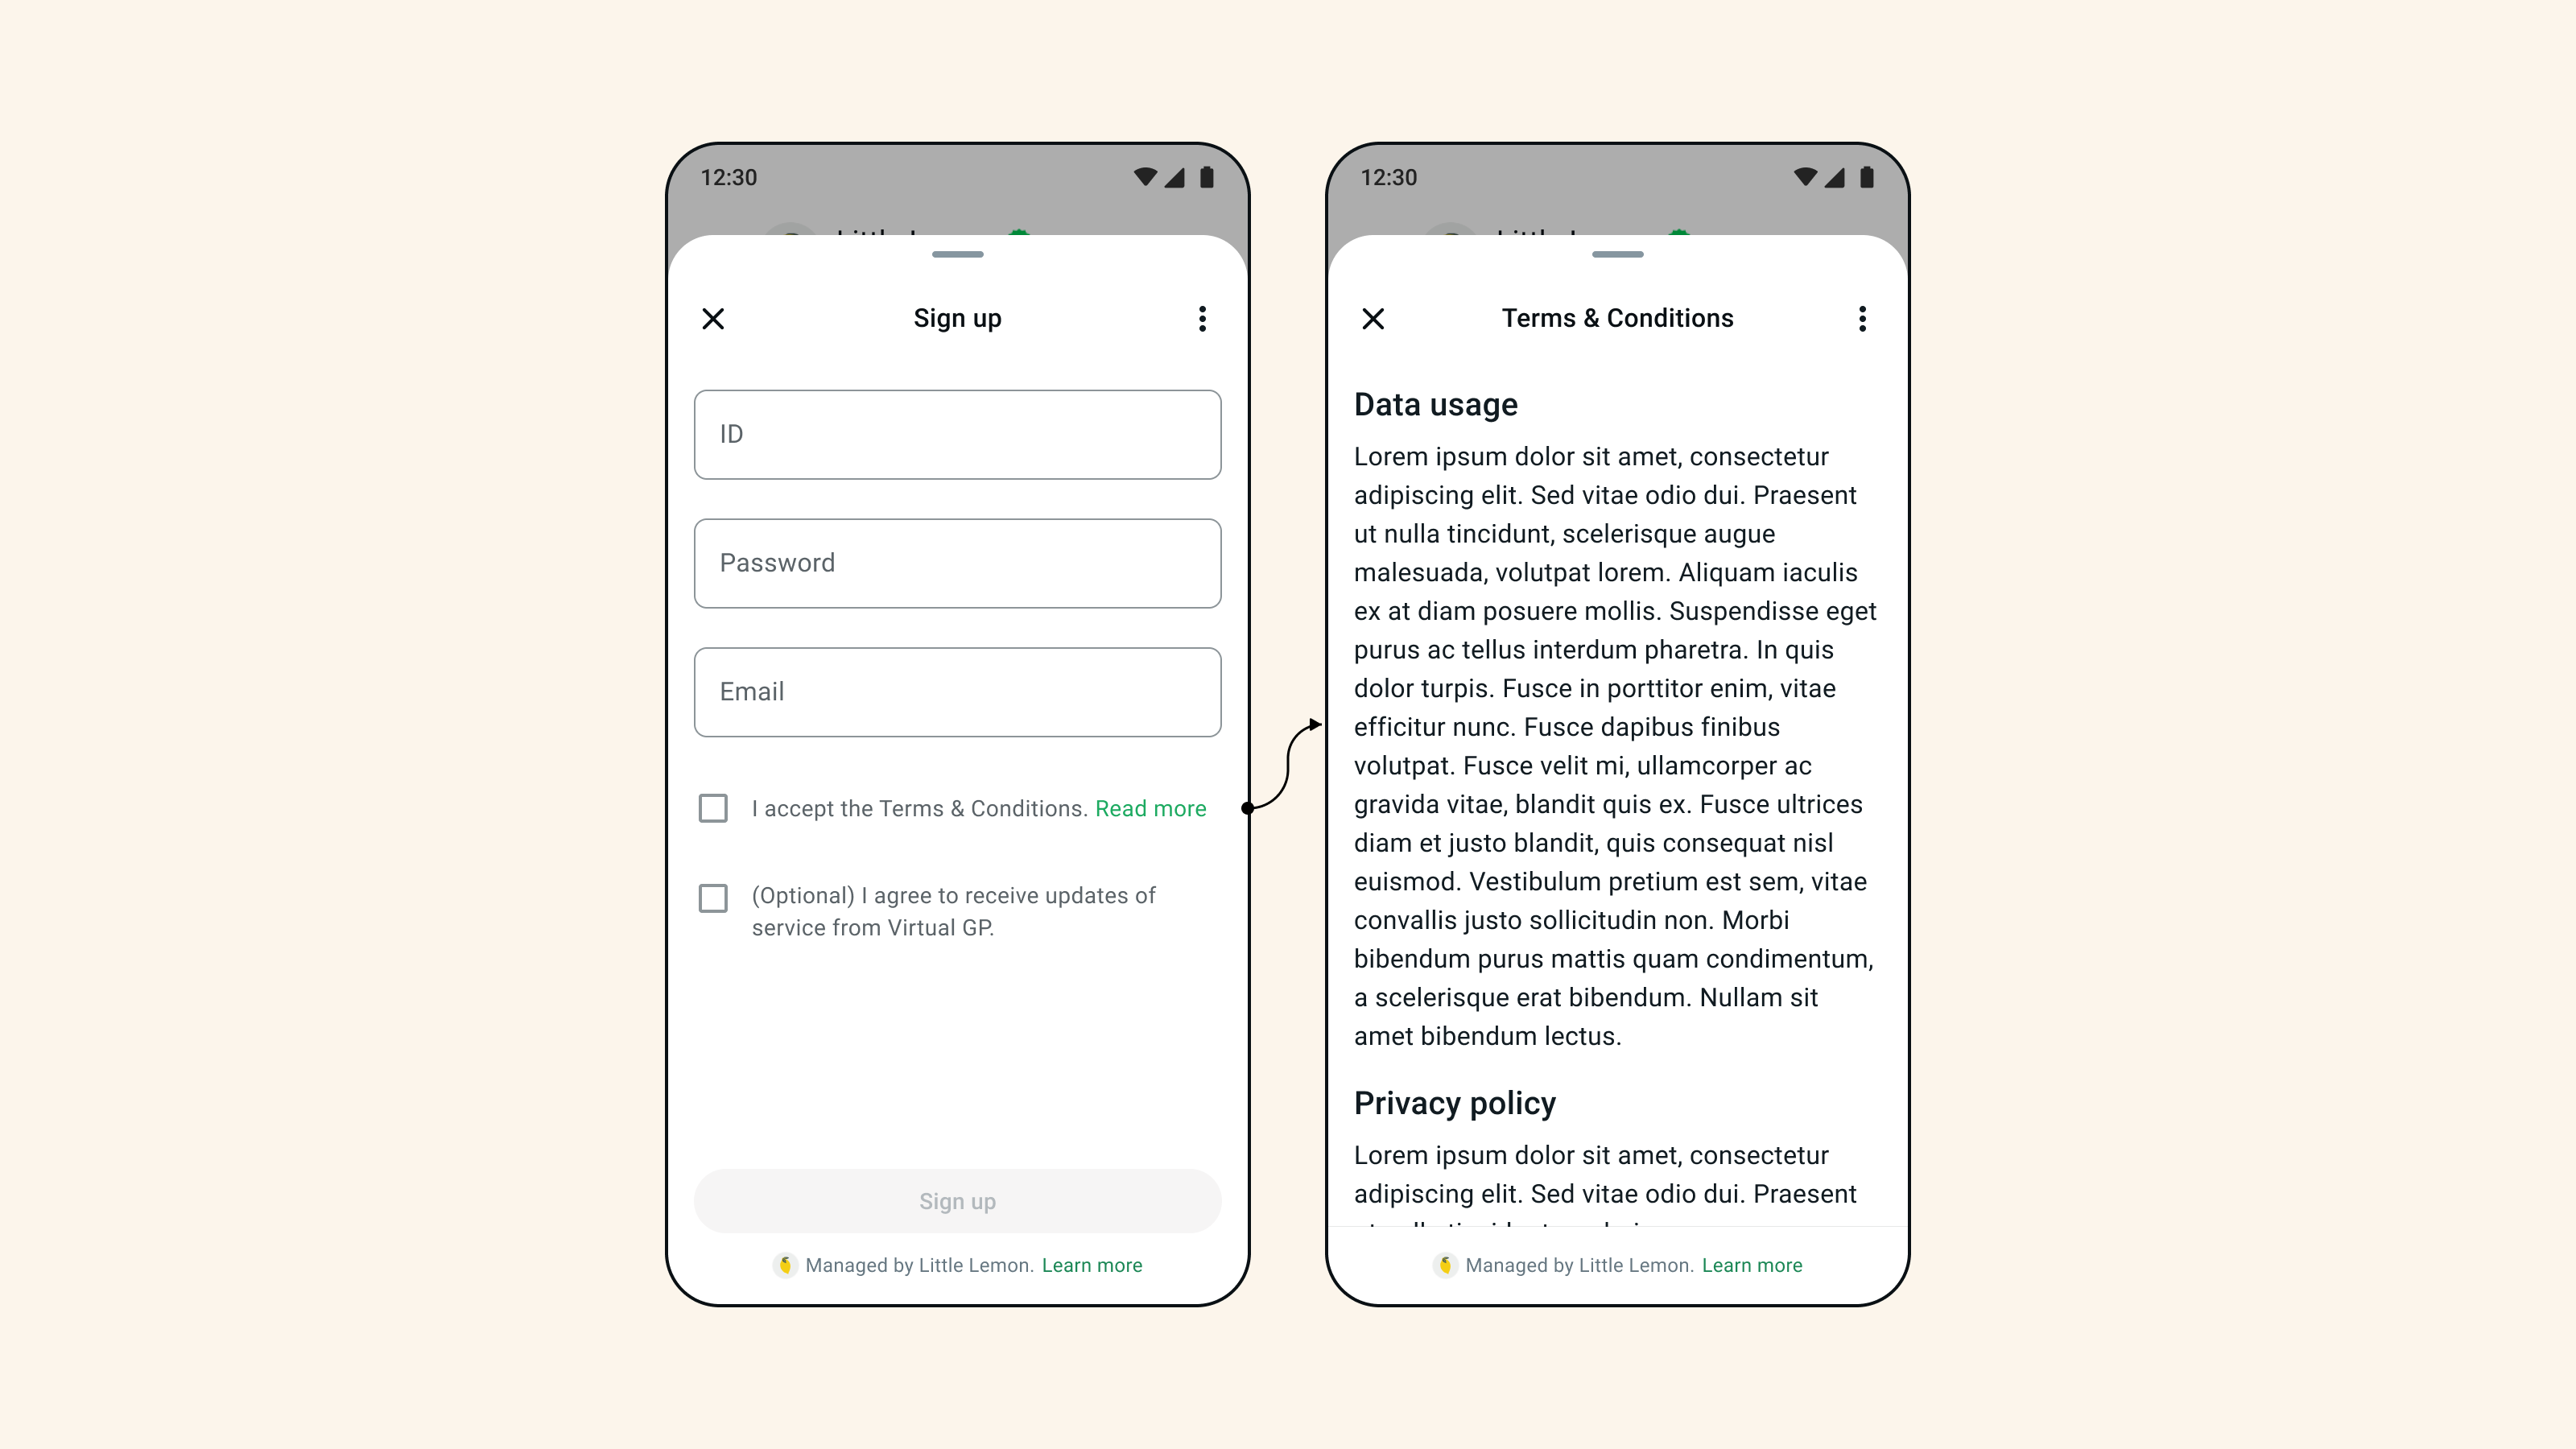 12:30
Sign up
ID
Password
Email
I accept the Terms & Conditions. Read more
(Optional) I agree to receive updates of
service from Virtual GP.
Sign up
Managed by Little Lemon. Learn more
12:30
Terms & Conditions
Data usage
Lorem ipsum dolor sit amet, consectetur
adipiscing elit. Sed vitae odio dui. Praesent
ut nulla tincidunt, scelerisque augue
malesuada, volutpat lorem. Aliquam iaculis
ex at diam posuere mollis. Suspendisse eget
purus ac tellus interdum pharetra. In quis
dolor turpis. Fusce in porttitor enim, vitae
efficitur nunc. Fusce dapibus finibus
volutpat. Fusce velit mi, ullamcorper ac
gravida vitae, blandit quis ex. Fusce ultrices
diam et justo blandit, quis consequat nisl
euismod. Vestibulum pretium est sem, vitae
convallis justo sollicitudin non. Morbi
bibendum purus mattis quam condimentum,
a scelerisque erat bibendum. Nullam sit
amet bibendum lectus.
Privacy policy
Lorem ipsum dolor sit amet, consectetur
adipiscing elit. Sed vitae odio dui. Praesent
Managed by Little Lemon. Learn more